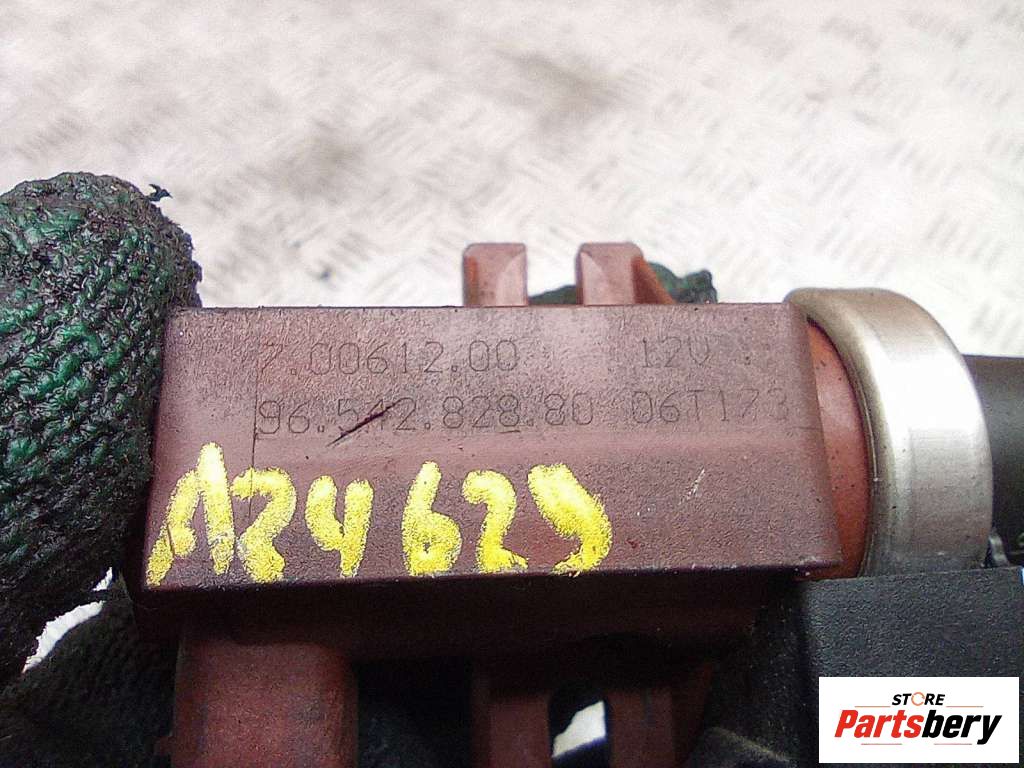 7.00612.00 12V
96.542.828.80 06T173
A24629
STORE
Partsbery